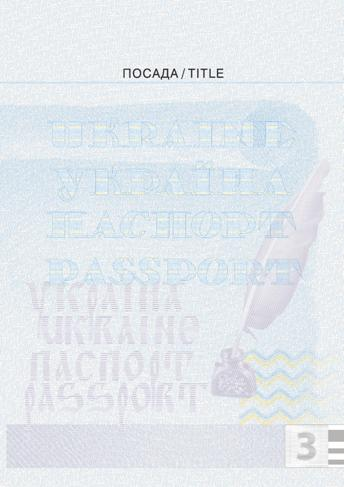 ПОСАДА / TITLE
UKRAINE
УКРАЇНА
ПАСПОРТ
PASSPORT
УКРАЇНА
UKRAINE
ПАСПОРТ
PASSPORT
3